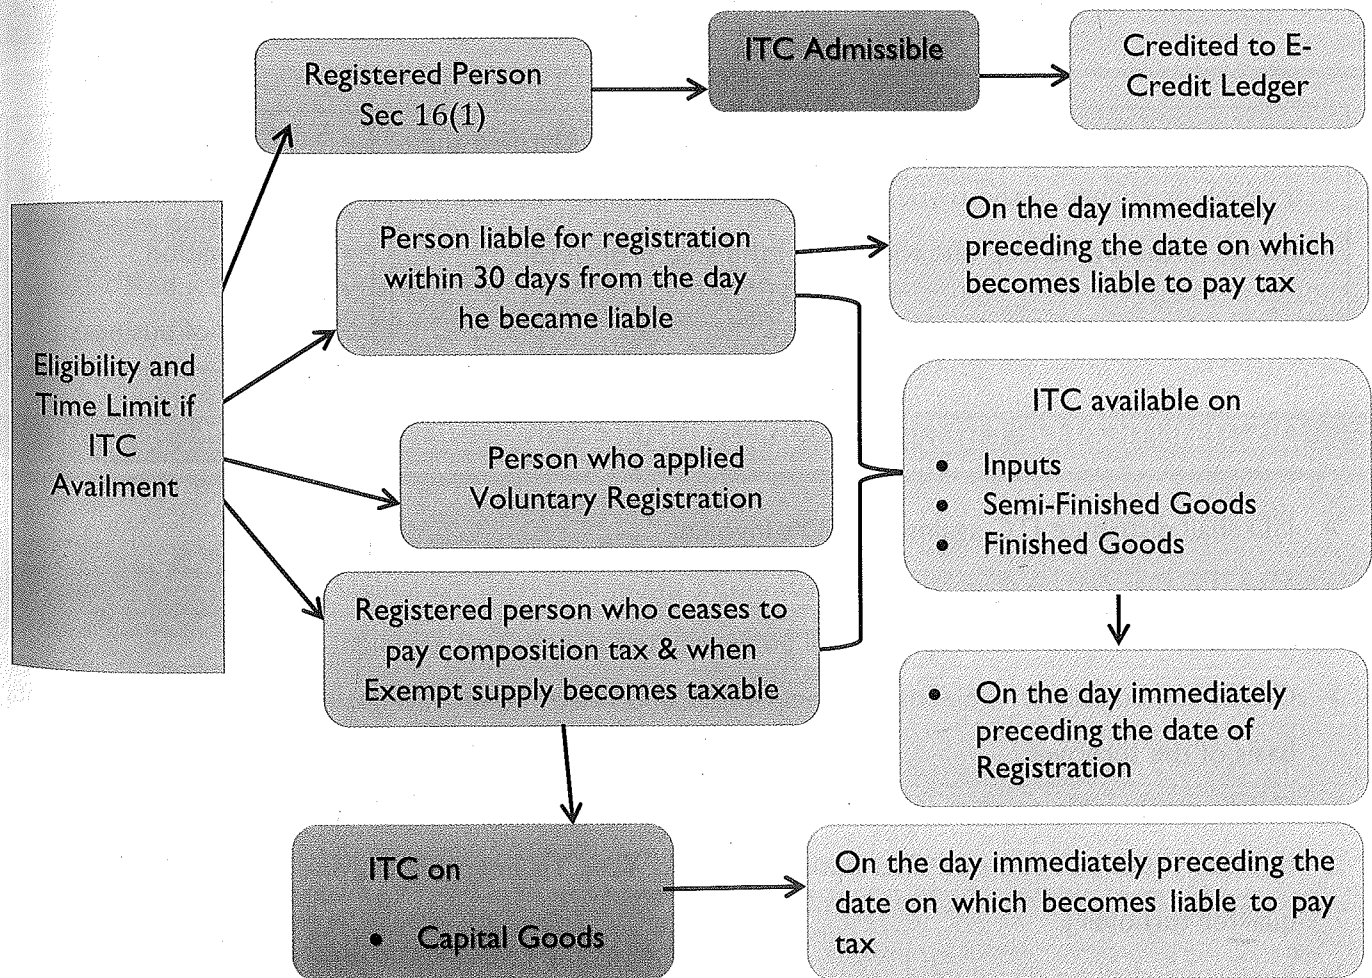 Registered Person
Sec 16(1)
ITC Admissible
Credited to E-
Credit Ledger
Eligibility and
Time Limit if
ITC
Availment
Person liable for registration
within 30 days from the day
he became liable
On the day immediately
preceding the date on which
becomes liable to pay tax
Person who applied
Voluntary Registration
ITC available on
• Inputs
• Semi-Finished Goods
• Finished Goods
Registered person who ceases to
pay composition tax & when
Exempt supply becomes taxable
• On the day immediately
preceding the date of
Registration
ITC on
• Capital Goods
On the day immediately preceding the
date on which becomes liable to pay
tax